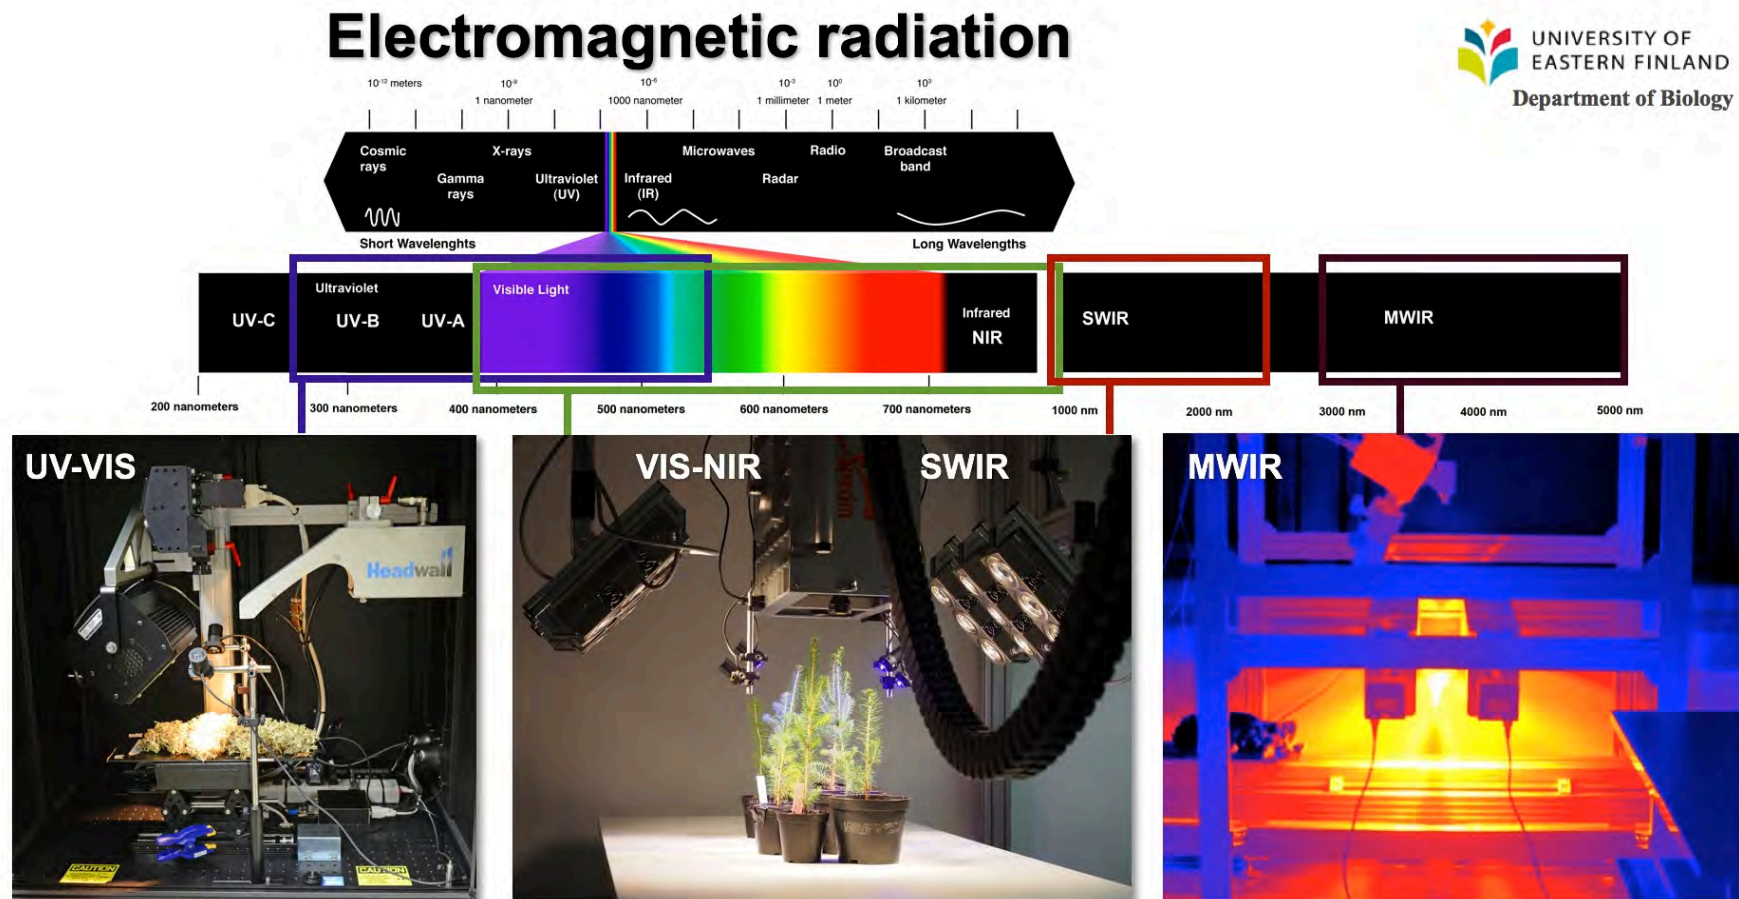 Electromagnetic radiation
UNIVERSITY OF
EASTERN FINLAND
Department of Biology
10⁻¹² meters
10⁻⁹
1 nanometer
10⁻⁶
1000 nanometer
10⁻³
1 millimeter
10⁰
1 meter
10³
1 kilometer
Cosmic
rays
X-rays
Microwaves
Radio
Broadcast
band
Gamma
rays
Ultraviolet
(UV)
Infrared
(IR)
Radar
Short Wavelenghts
Long Wavelengths
UV-C
Ultraviolet
UV-B
UV-A
Visible Light
Infrared
NIR
SWIR
MWIR
200 nanometers
300 nanometers
400 nanometers
500 nanometers
600 nanometers
700 nanometers
1000 nm
2000 nm
3000 nm
4000 nm
5000 nm
UV-VIS
Headwall
CAUTION
CAUTION
VIS-NIR
SWIR
MWIR